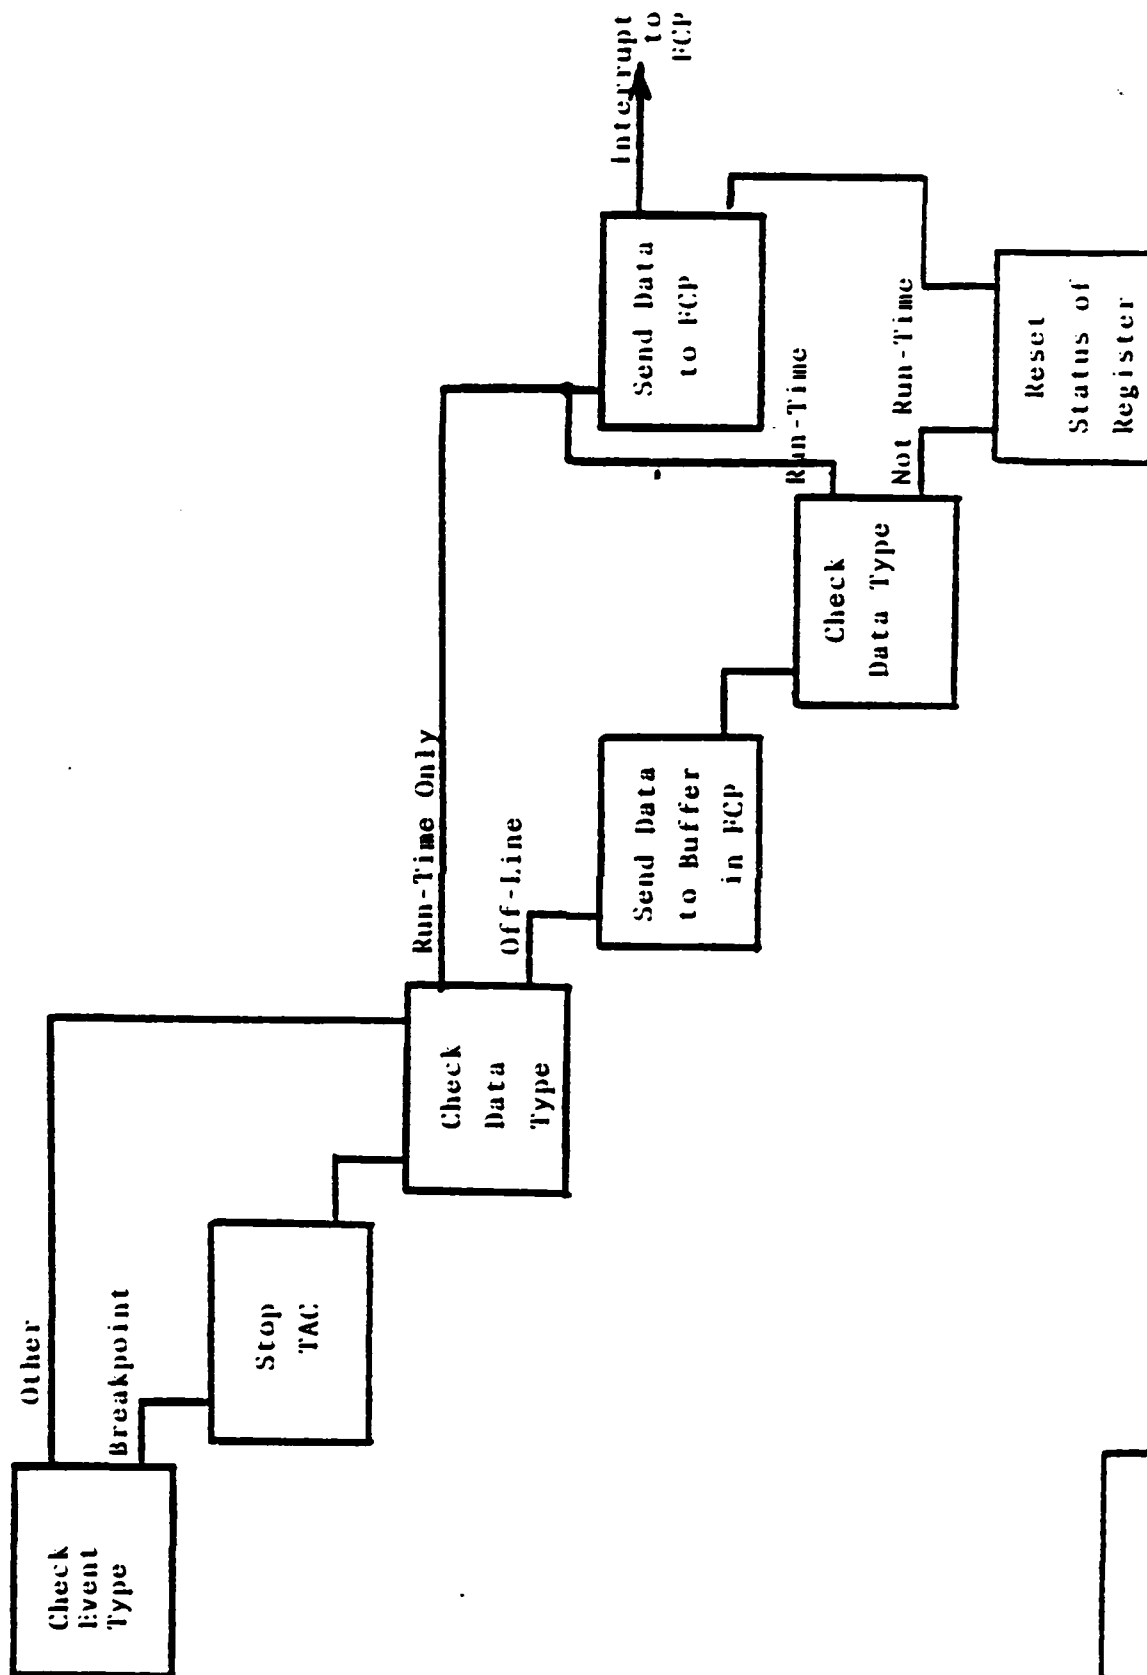 Check
Event
Type
Other
Breakpoint
Stop
TAC
Check
Data
Type
Run-Time Only
Off-Line
Send Data
to Buffer
in FCP
Check
Data Type
Run-Time
Not Run-Time
Send Data
to FCP
Interrupt
to
FCP
Reset
Status of
Register